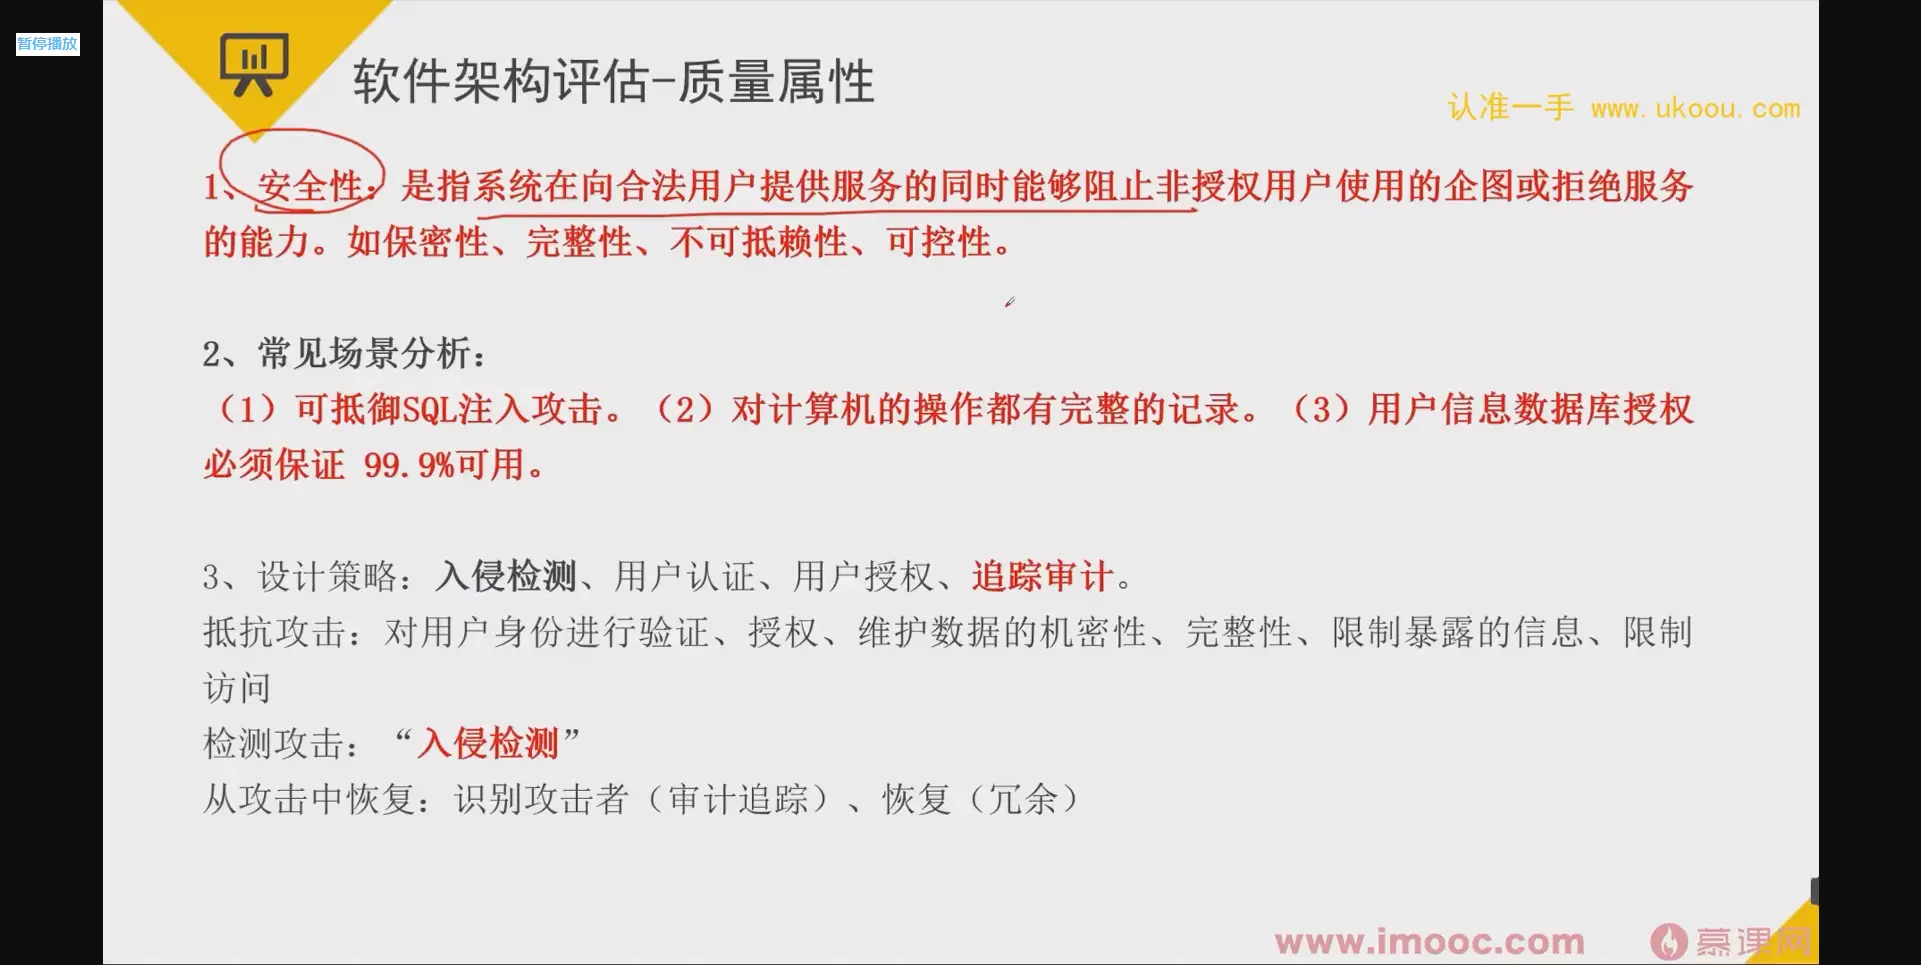 暂停播放
软件架构评估-质量属性
认准一手 www.ukoou.com
1、安全性：是指系统在向合法用户提供服务的同时能够阻止非授权用户使用的企图或拒绝服务
的能力。如保密性、完整性、不可抵赖性、可控性。
2、常见场景分析：
（1）可抵御SQL注入攻击。（2）对计算机的操作都有完整的记录。（3）用户信息数据库授权
必须保证 99.9%可用。
3、设计策略：入侵检测、用户认证、用户授权、追踪审计。
抵抗攻击：对用户身份进行验证、授权、维护数据的机密性、完整性、限制暴露的信息、限制
访问
检测攻击：“入侵检测”
从攻击中恢复：识别攻击者（审计追踪）、恢复（冗余）
www.imooc.com 慕课网